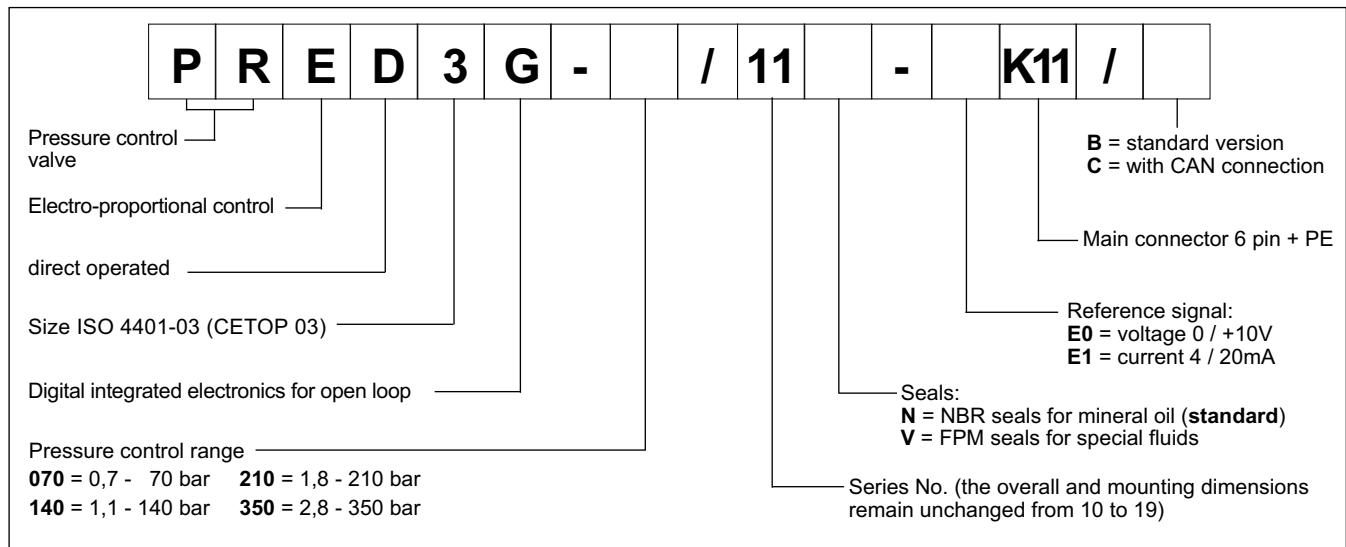 P R E D 3 G - / 11 - K11 /
Pressure control
valve
Electro-proportional control
direct operated
Size ISO 4401-03 (CETOP 03)
Digital integrated electronics for open loop
Pressure control range
070 = 0,7 - 70 bar 210 = 1,8 - 210 bar
140 = 1,1 - 140 bar 350 = 2,8 - 350 bar
B = standard version
C = with CAN connection
Main connector 6 pin + PE
Reference signal:
E0 = voltage 0 / +10V
E1 = current 4 / 20mA
Seals:
N = NBR seals for mineral oil (standard)
V = FPM seals for special fluids
Series No. (the overall and mounting dimensions
remain unchanged from 10 to 19)